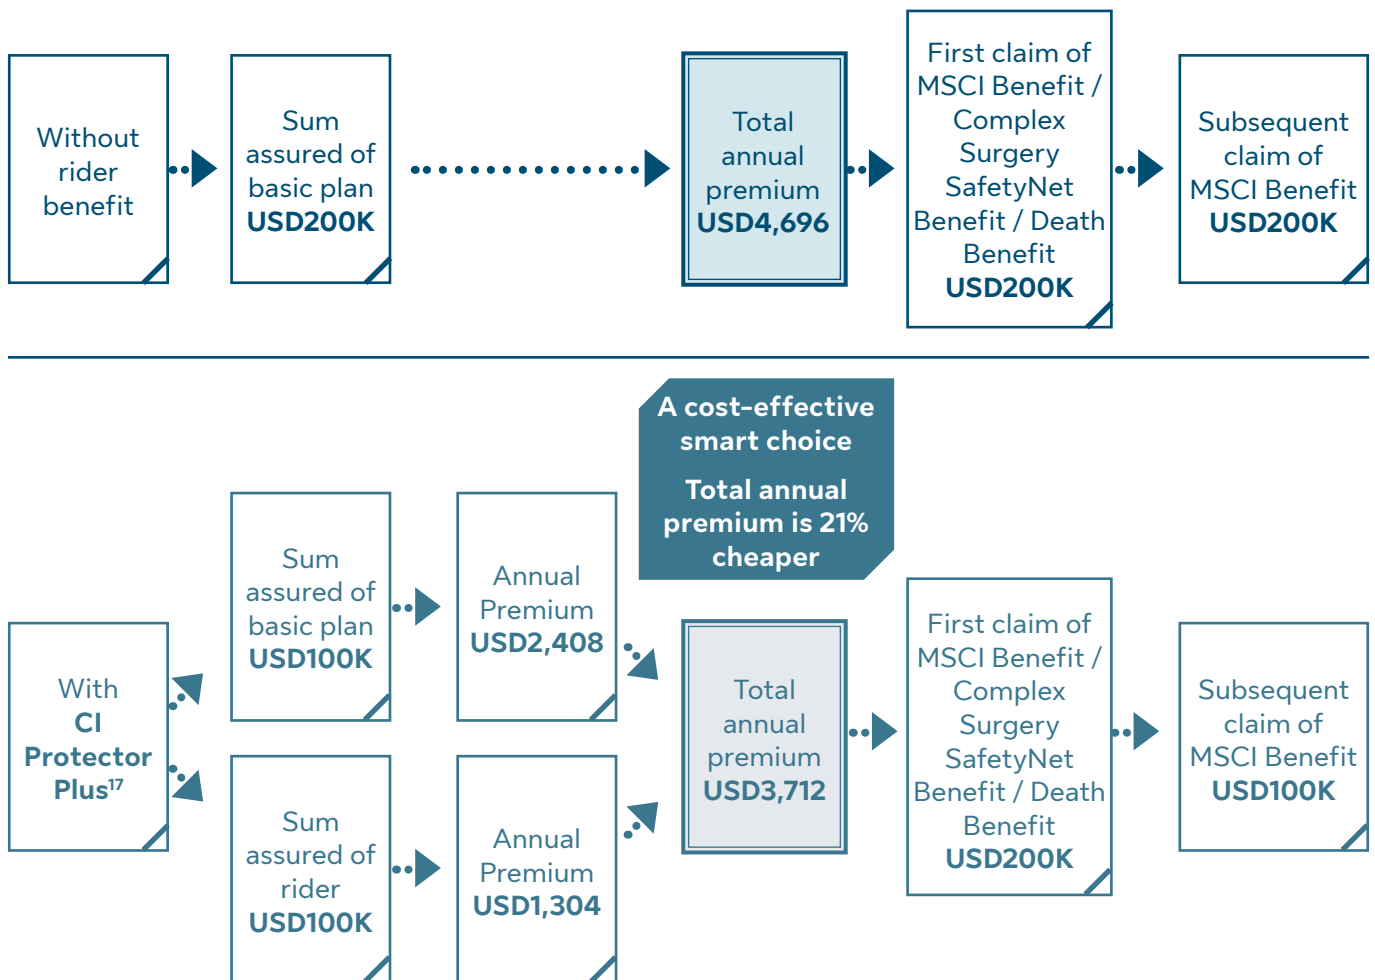 Without
rider
benefit
Sum
assured of
basic plan
USD200K
Total
annual
premium
USD4,696
First claim of
MSCI Benefit /
Complex
Surgery
SafetyNet
Benefit / Death
Benefit
USD200K
Subsequent
claim of
MSCI Benefit
USD200K
A cost-effective
smart choice
Total annual
premium is 21%
cheaper
With
CI
Protector
Plus17
Sum
assured of
basic plan
USD100K
Annual
Premium
USD2,408
Sum
assured of
rider
USD100K
Annual
Premium
USD1,304
Total
annual
premium
USD3,712
First claim of
MSCI Benefit /
Complex
Surgery
SafetyNet
Benefit / Death
Benefit
USD200K
Subsequent
claim of
MSCI Benefit
USD100K